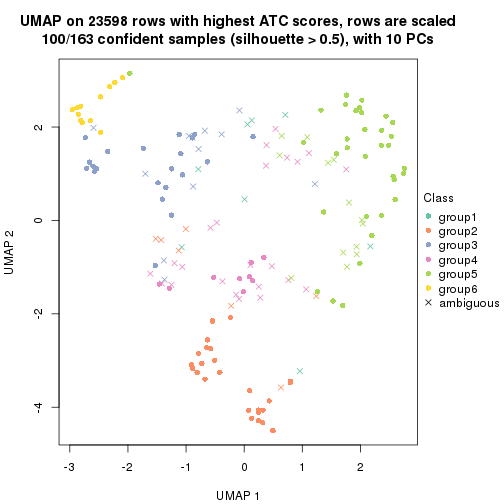 UMAP on 23598 rows with highest ATC scores, rows are scaled
100/163 confident samples (silhouette > 0.5), with 10 PCs
2
0
-2
-4
UMAP 2
-3 -2 -1 0 1 2
UMAP 1
Class
group1
group2
group3
group4
group5
group6
ambiguous